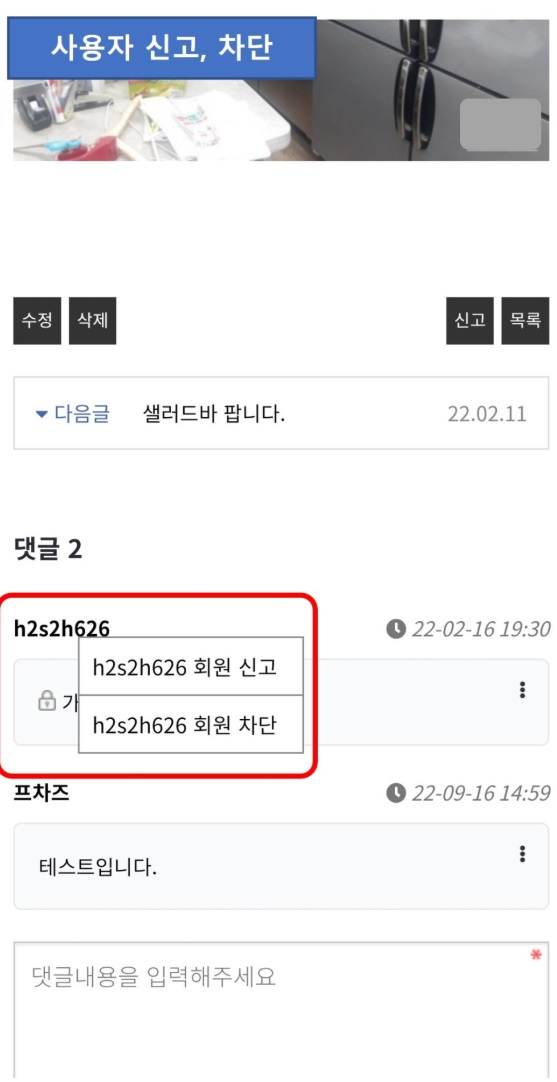 사용자 신고, 차단
수정 삭제 신고 목록
다음글 샐러드바 팝니다. 22.02.11
댓글 2
h2s2h626 22-02-16 19:30
h2s2h626 회원 신고
가
h2s2h626 회원 차단
프차즈 22-09-16 14:59
테스트입니다.
댓글내용을 입력해주세요